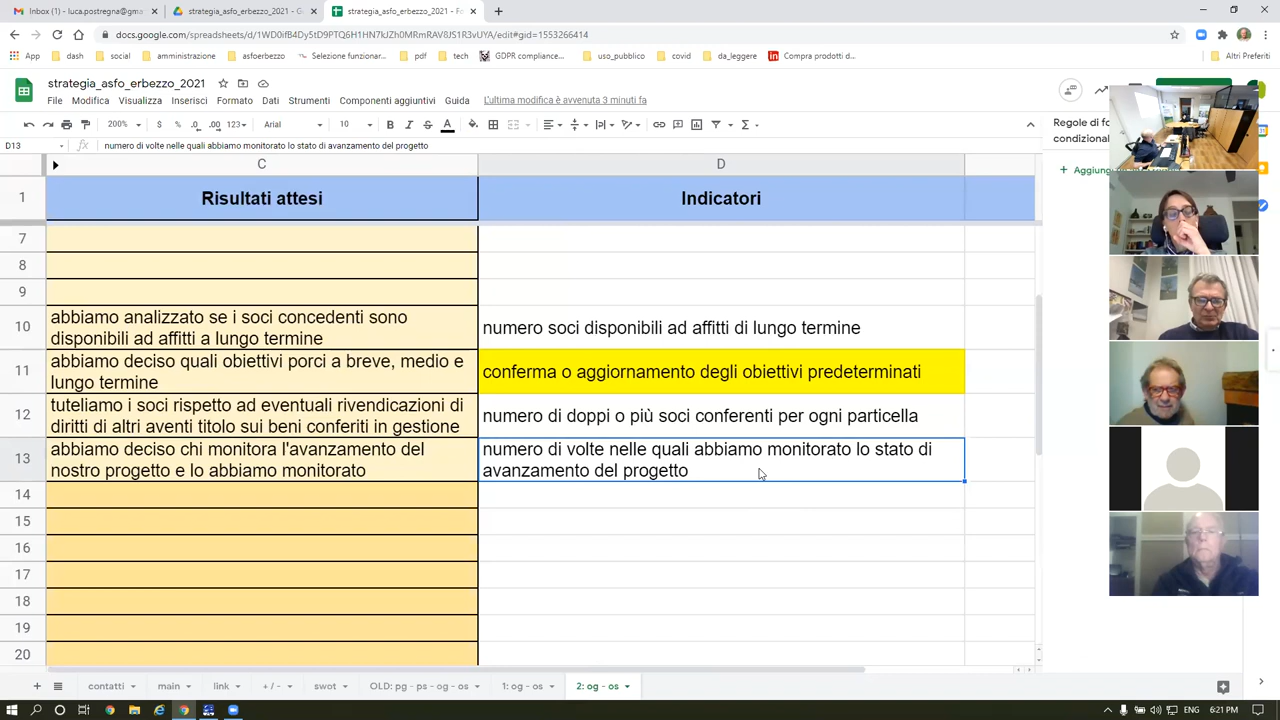 Inbox (1) - luca.postregna@gma
strategia_asfo_erbezzo_2021 - G
strategia_asfo_erbezzo_2021 - Fo
docs.google.com/spreadsheets/d/1WD0ifB4Dy5tD9PTQ6H1HN7kJZh0MRmRAV8JS1R3vUYA/edit#gid=1553266414
App
dash
social
amministrazione
asfoerbezzo
Selezione funzionar...
pdf
tech
GDPR compliance...
uso_pubblico
covid
da_leggere
Compra prodotti d...
Altri Preferiti
strategia_asfo_erbezzo_2021
File Modifica Visualizza Inserisci Formato Dati Strumenti Componenti aggiuntivi Guida L'ultima modifica è avvenuta 3 minuti fa
200% $ % .0 .00 123 Arial 10 B I S A
Regole di fo
condizional
D13 fx numero di volte nelle quali abbiamo monitorato lo stato di avanzamento del progetto
+ Aggiung
C D
1 Risultati attesi Indicatori
7
8
9
10 abbiamo analizzato se i soci concedenti sono
disponibili ad affitti a lungo termine
numero soci disponibili ad affitti di lungo termine
11 abbiamo deciso quali obiettivi porci a breve, medio e
lungo termine
conferma o aggiornamento degli obiettivi predeterminati
12 tuteliamo i soci rispetto ad eventuali rivendicazioni di
diritti di altri aventi titolo sui beni conferiti in gestione
numero di doppi o più soci conferenti per ogni particella
13 abbiamo deciso chi monitora l'avanzamento del
nostro progetto e lo abbiamo monitorato
numero di volte nelle quali abbiamo monitorato lo stato di
avanzamento del progetto
14
15
16
17
18
19
20
contatti main link + / - swot OLD: pg - ps - og - os 1: og - os 2: og - os
6:21 PM